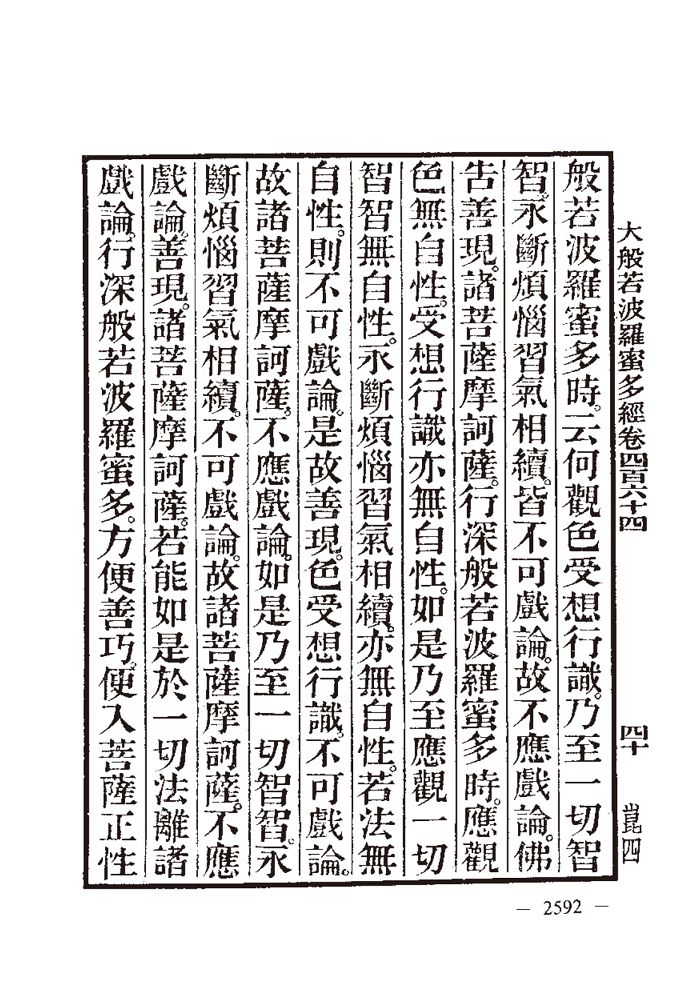 大般若波羅蜜多經卷四百六十四 四十 崑四
般若波羅蜜多時。云何觀色受想行識。乃至一切智
智。永斷煩惱習氣相續。皆不可戲論。故不應戲論。佛
告善現。諸菩薩摩訶薩。行深般若波羅蜜多時。應觀
色無自性。受想行識亦無自性。如是乃至應觀一切
智智無自性。永斷煩惱習氣相續。亦無自性。若法無
自性。則不可戲論。是故善現。色受想行識。不可戲論。
故諸菩薩摩訶薩。不應戲論。如是乃至一切智智。永
斷煩惱習氣相續。不可戲論。故諸菩薩摩訶薩。不應
戲論。善現。諸菩薩摩訶薩。若能如是於一切法離諸
戲論。行深般若波羅蜜多。方便善巧。便入菩薩正性
— 2592 —